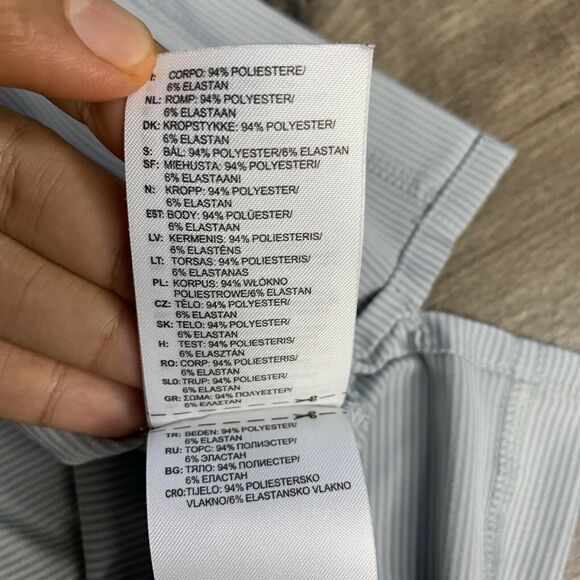 CORPO: 94% POLIESTERE/
6% ELASTAN
NL: ROMP: 94% POLYESTER/
6% ELASTAAN
DK: KROPSTYKKE: 94% POLYESTER/
6% ELASTAN
S: BÅL: 94% POLYESTER/6% ELASTAN
SF: MIEHUSTA: 94% POLYESTERI/
6% ELASTAANI
N: KROPP: 94% POLYESTER/
6% ELASTAN
EST: BODY: 94% POLÜESTER/
6% ELASTAN
LV: ĶERMENIS: 94% POLIESTERIS/
6% ELASTĒNS
LT: TORSAS: 94% POLIESTERIS/
6% ELASTANAS
PL: KORPUS: 94% WŁÓKNO
POLIESTROWE/6% ELASTAN
CZ: TĚLO: 94% POLYESTER/
6% ELASTAN
SK: TELO: 94% POLYESTER/
6% ELASTAN
H: TEST: 94% POLIÉSZTER/
6% ELASZTÁN
RO: CORP: 94% POLIESTER/
6% ELASTAN
SLO: TRUP: 94% POLIESTER/
6% ELASTAN
GR: ΣΩΜΑ: 94% ΠΟΛΥΕΣΤΕΡ/
6% ΕΛΑΣΤΑΝ
TR: BEDEN: 94% POLYESTER/
6% ELASTAN
RU: ТОРС: 94% ПОЛИЭСТЕР/
6% ЭЛАСТАН
BG: ТЯЛО: 94% ПОЛИЕСТЕР/
6% ЕЛАСТАН
CRO: TIJELO: 94% POLIESTERSKO
VLAKNO/6% ELASTANSKO VLAKNO